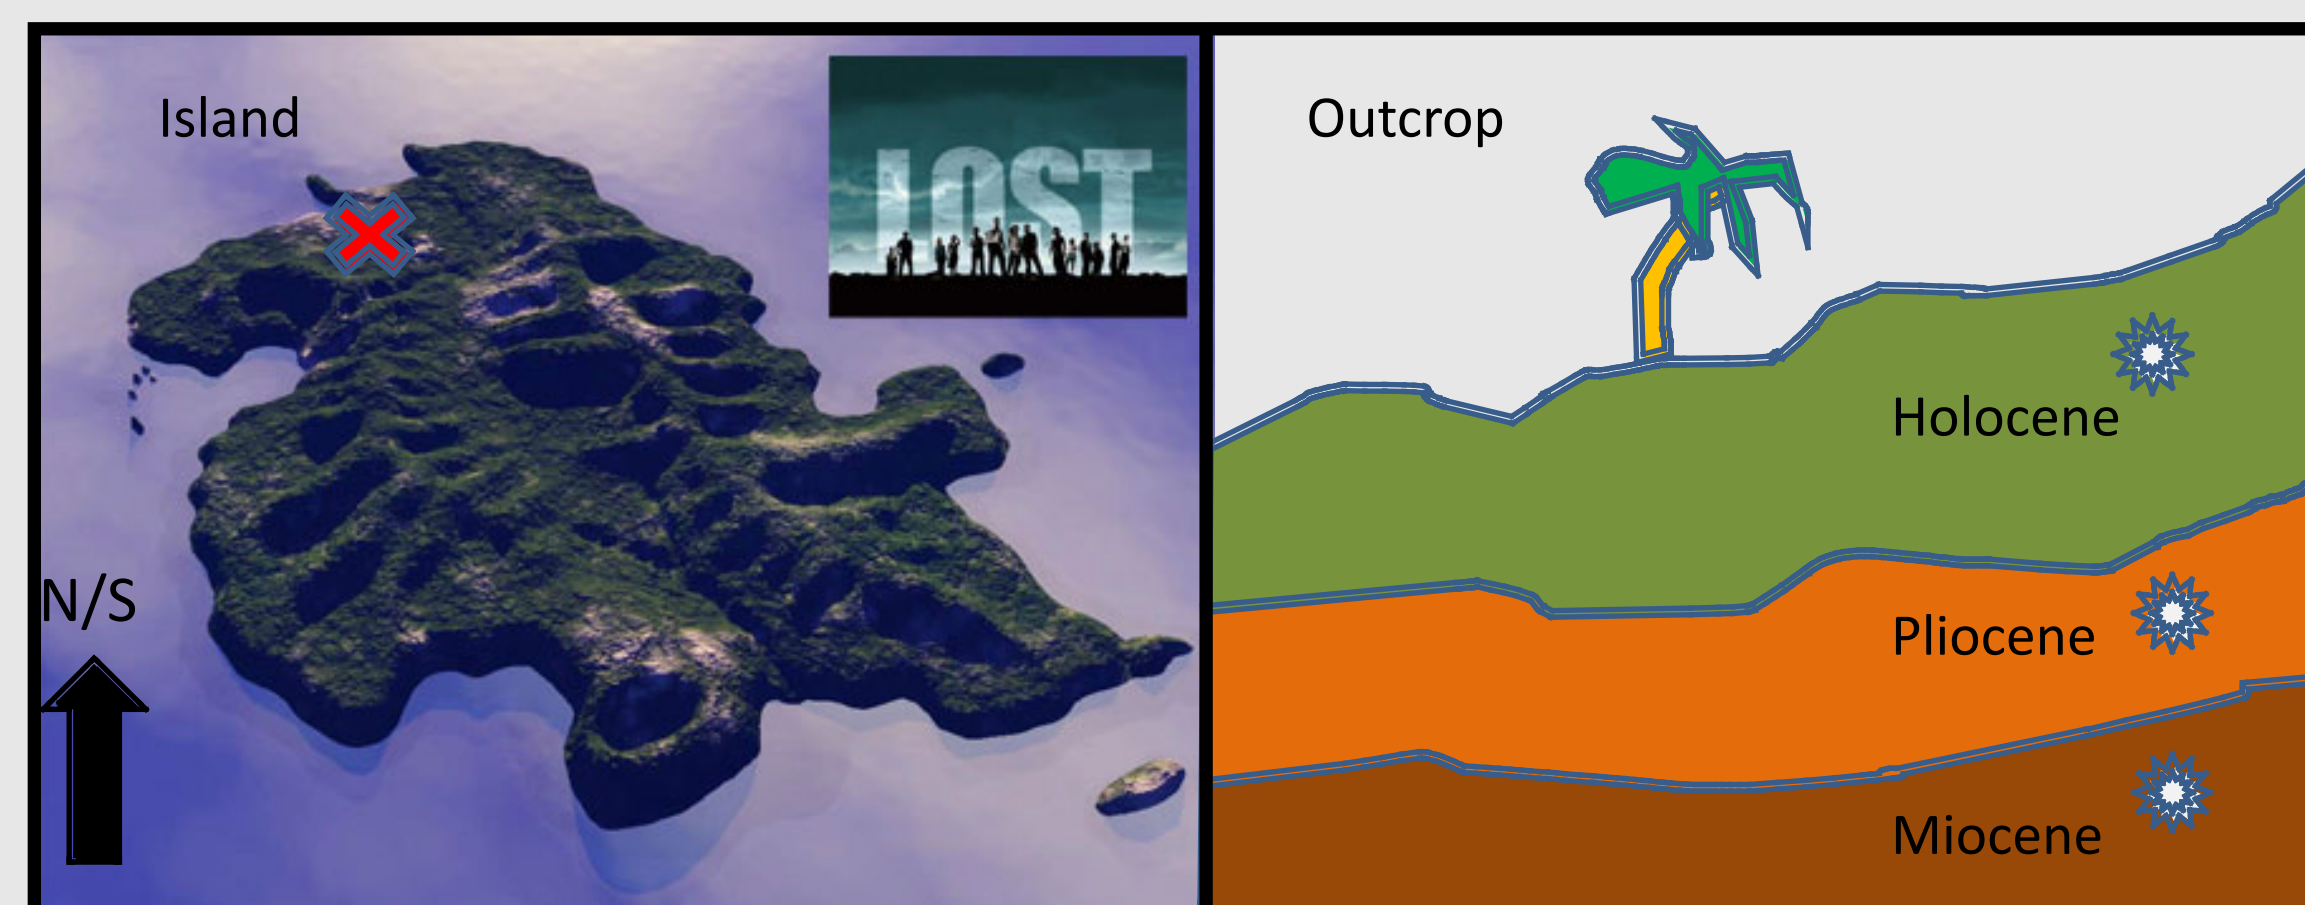 Island
LOST
N/S
Outcrop
Holocene
Pliocene
Miocene